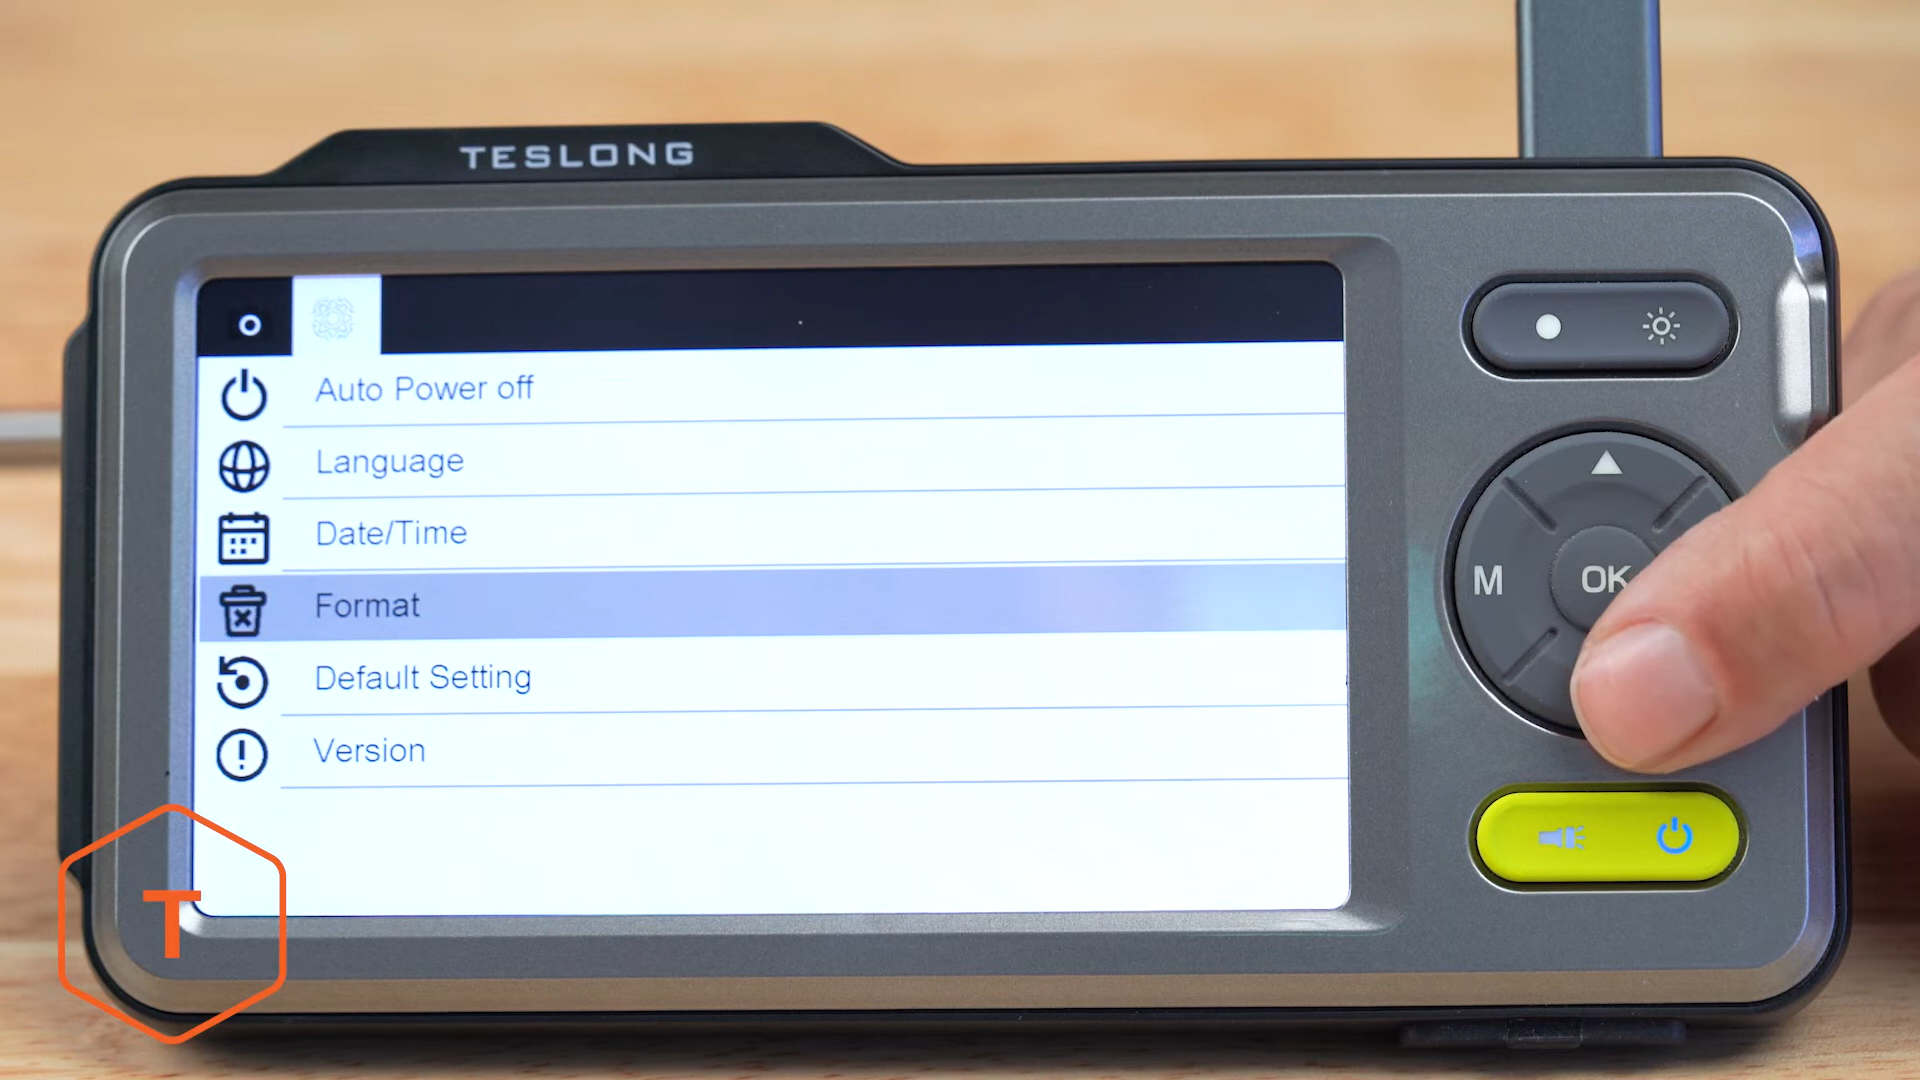 TESLONG
Auto Power off
Language
Date/Time
Format
Default Setting
Version
M
OK
T